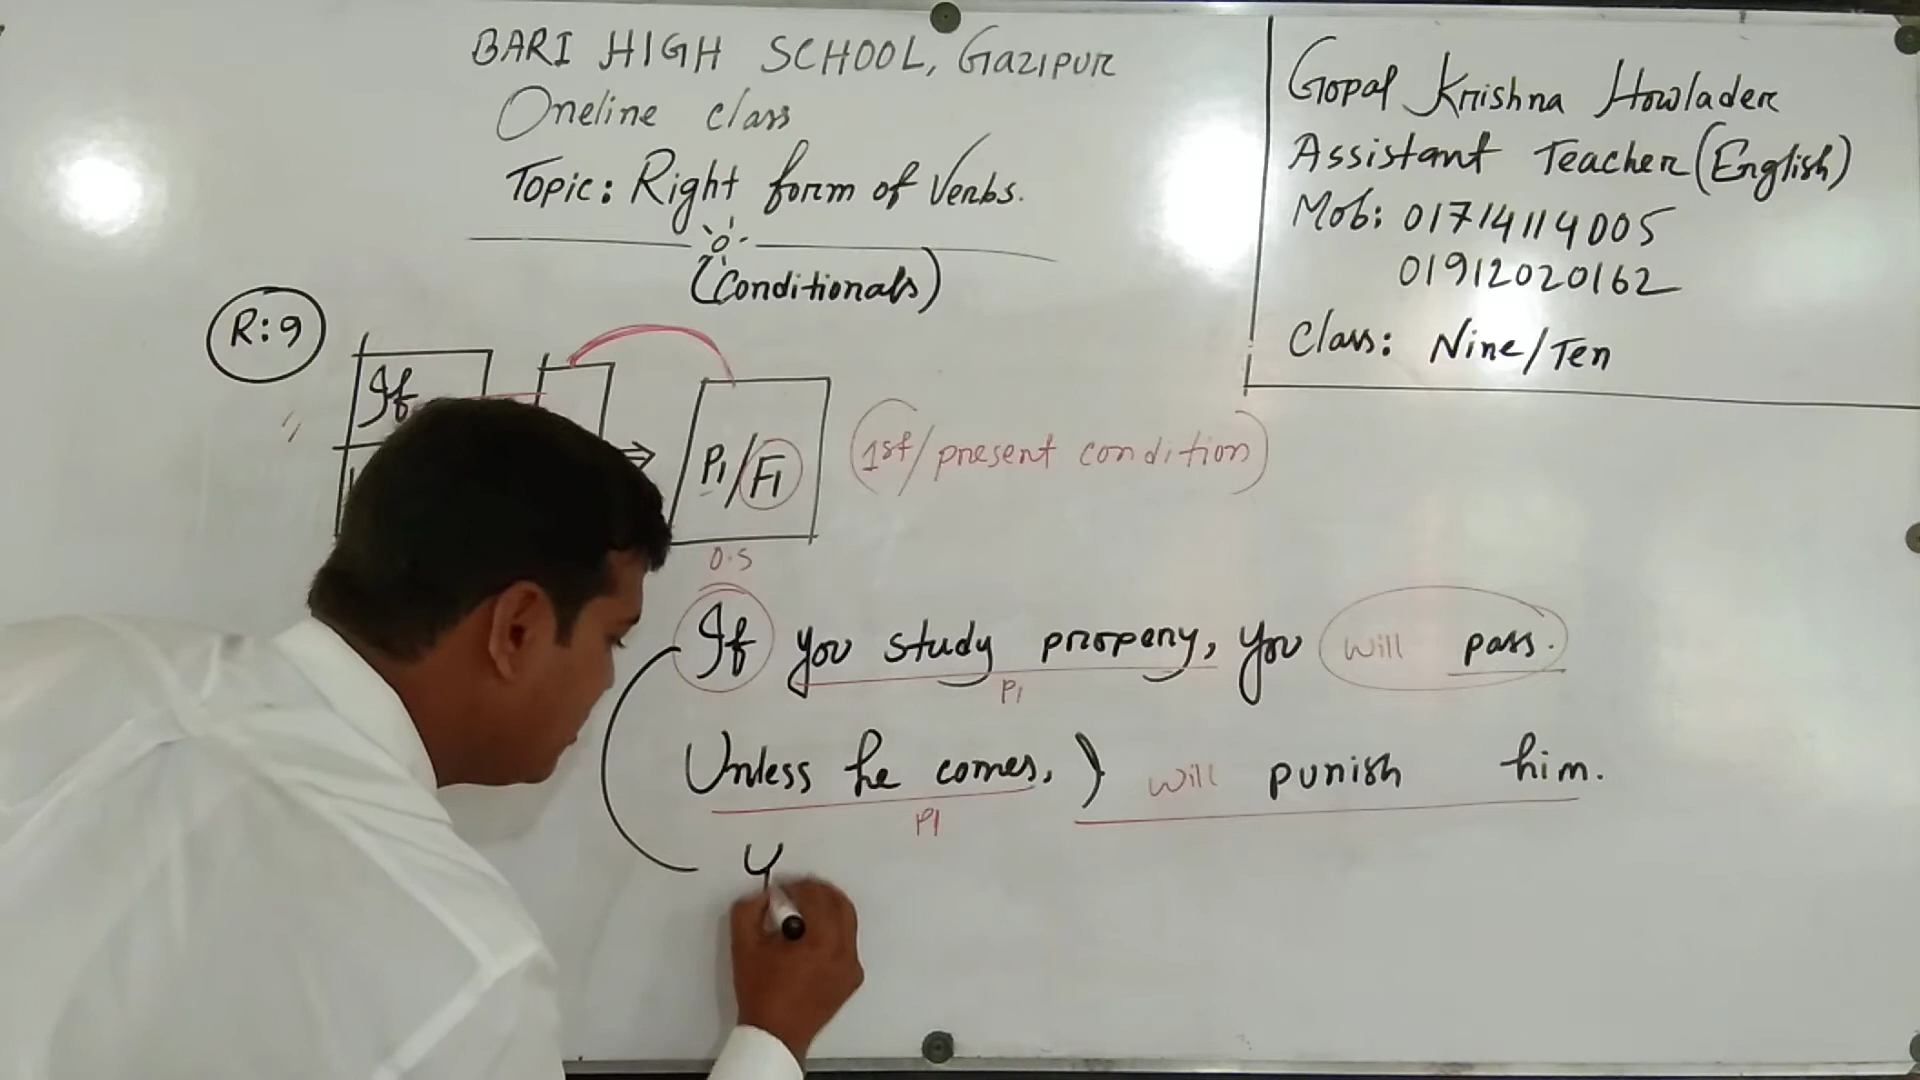 BARI HIGH SCHOOL, GAZIPUR
Oneline class
Topic: Right form of Verbs.
(Conditionals)
Gopal Krishna Howlader
Assistant Teacher (English)
Mob: 01714114005
01912020162
Class: Nine/Ten
R:9
If
P1/F1
(1st/present condition)
O.S
If you study properly, you will pass.
P1
Unless he comes, I will punish him.
P1
Y